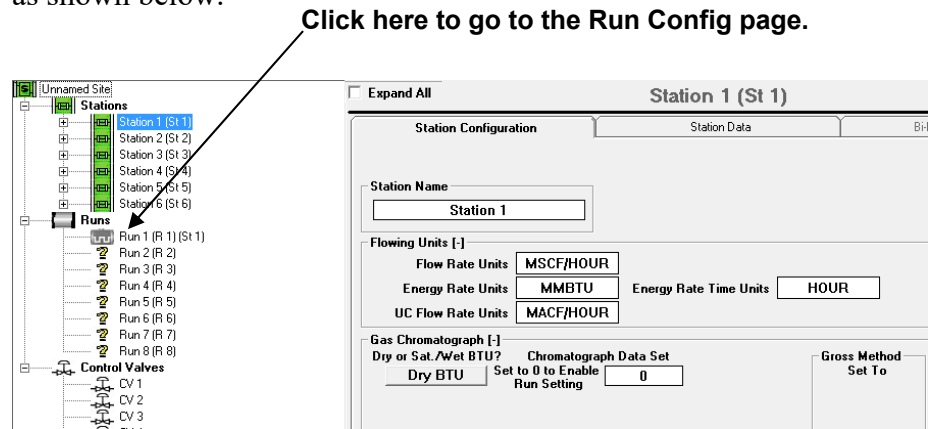 as shown below.
Click here to go to the Run Config page.
Unnamed Site
Stations
Station 1 (St 1)
Station 2 (St 2)
Station 3 (St 3)
Station 4 (St 4)
Station 5 (St 5)
Station 6 (St 6)
Runs
Run 1 (R 1) (St 1)
Run 2 (R 2)
Run 3 (R 3)
Run 4 (R 4)
Run 5 (R 5)
Run 6 (R 6)
Run 7 (R 7)
Run 8 (R 8)
Control Valves
CV 1
CV 2
CV 3
Expand All
Station 1 (St 1)
Station Configuration
Station Data
Station Name
Station 1
Flowing Units [-]
Flow Rate Units MSCF/HOUR
Energy Rate Units MMBTU Energy Rate Time Units HOUR
UC Flow Rate Units MACF/HOUR
Gas Chromatograph [-]
Dry or Sat./Wet BTU?
Dry BTU
Chromatograph Data Set
Set to 0 to Enable
Run Setting
0
Gross Method
Set To